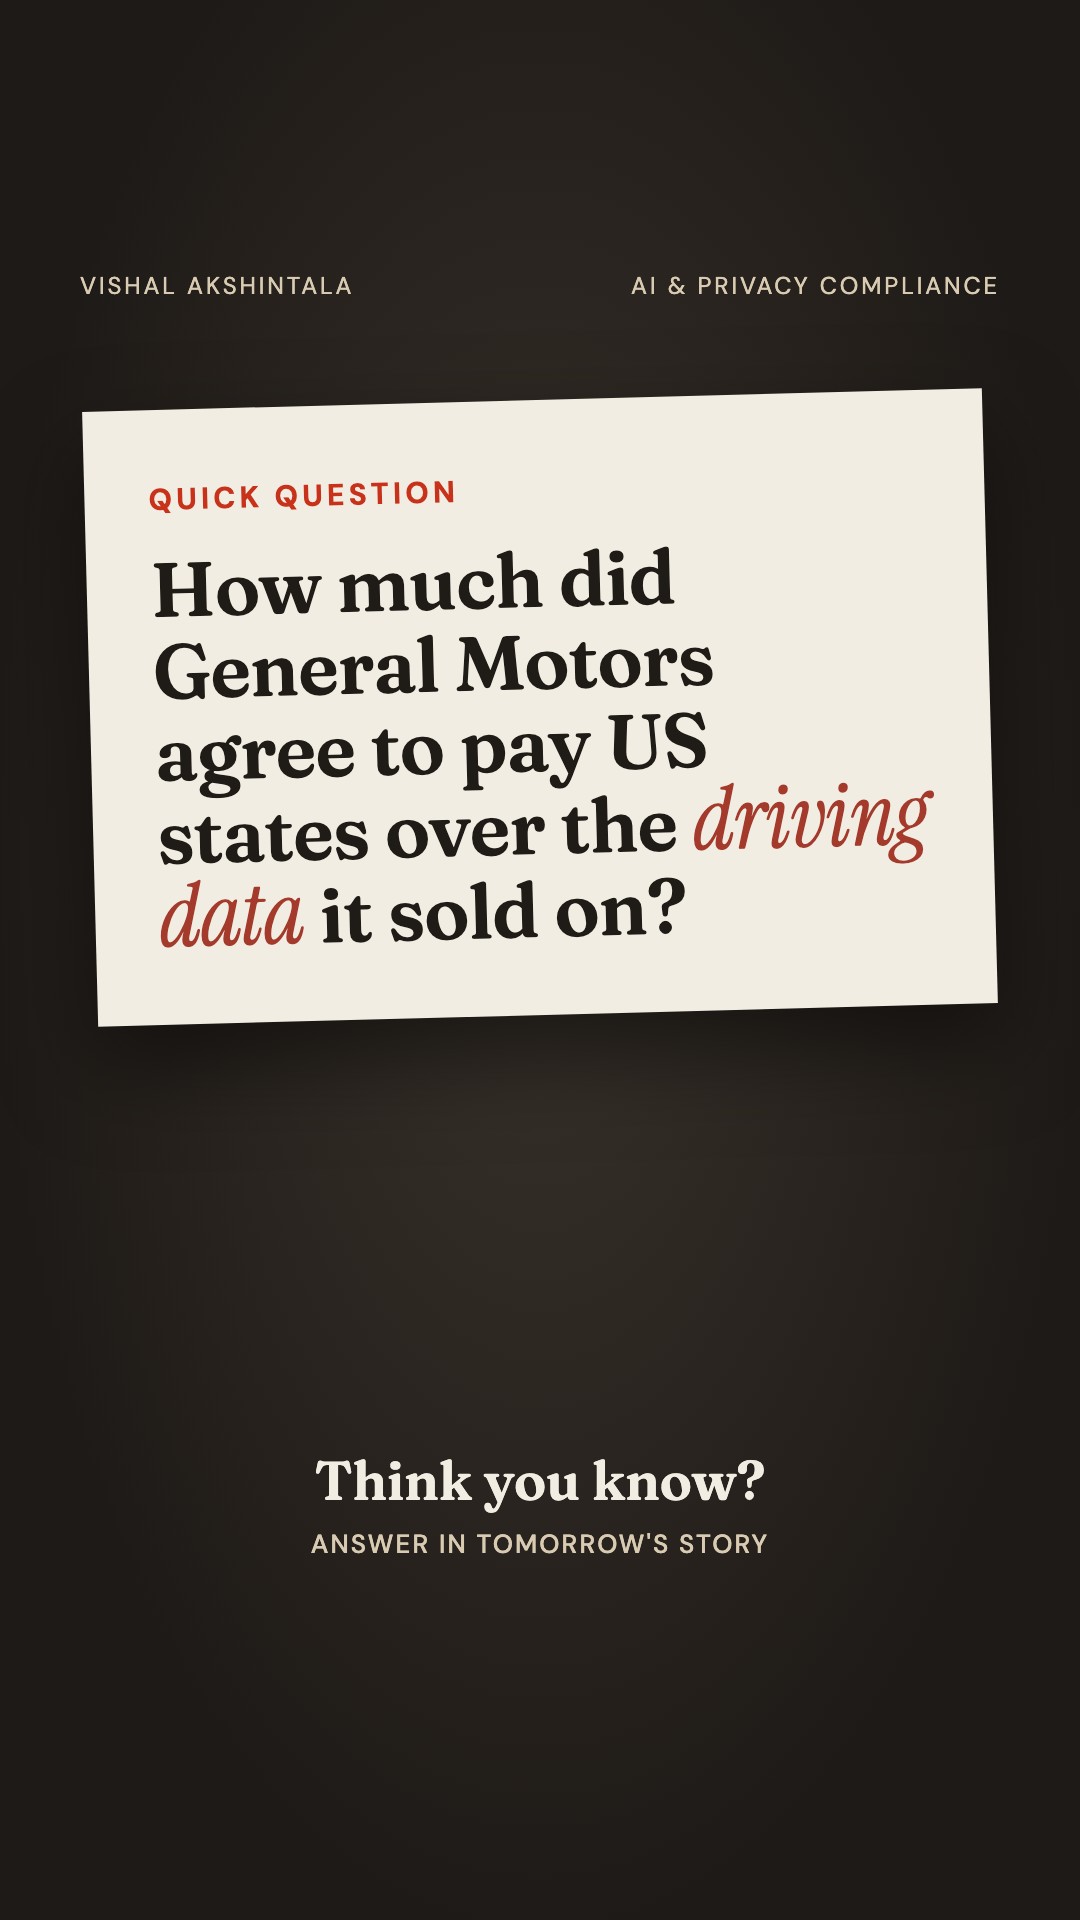 VISHAL AKSHINTALA
AI & PRIVACY COMPLIANCE
QUICK QUESTION
How much did
General Motors
agree to pay US
states over the driving
data it sold on?
Think you know?
ANSWER IN TOMORROW'S STORY